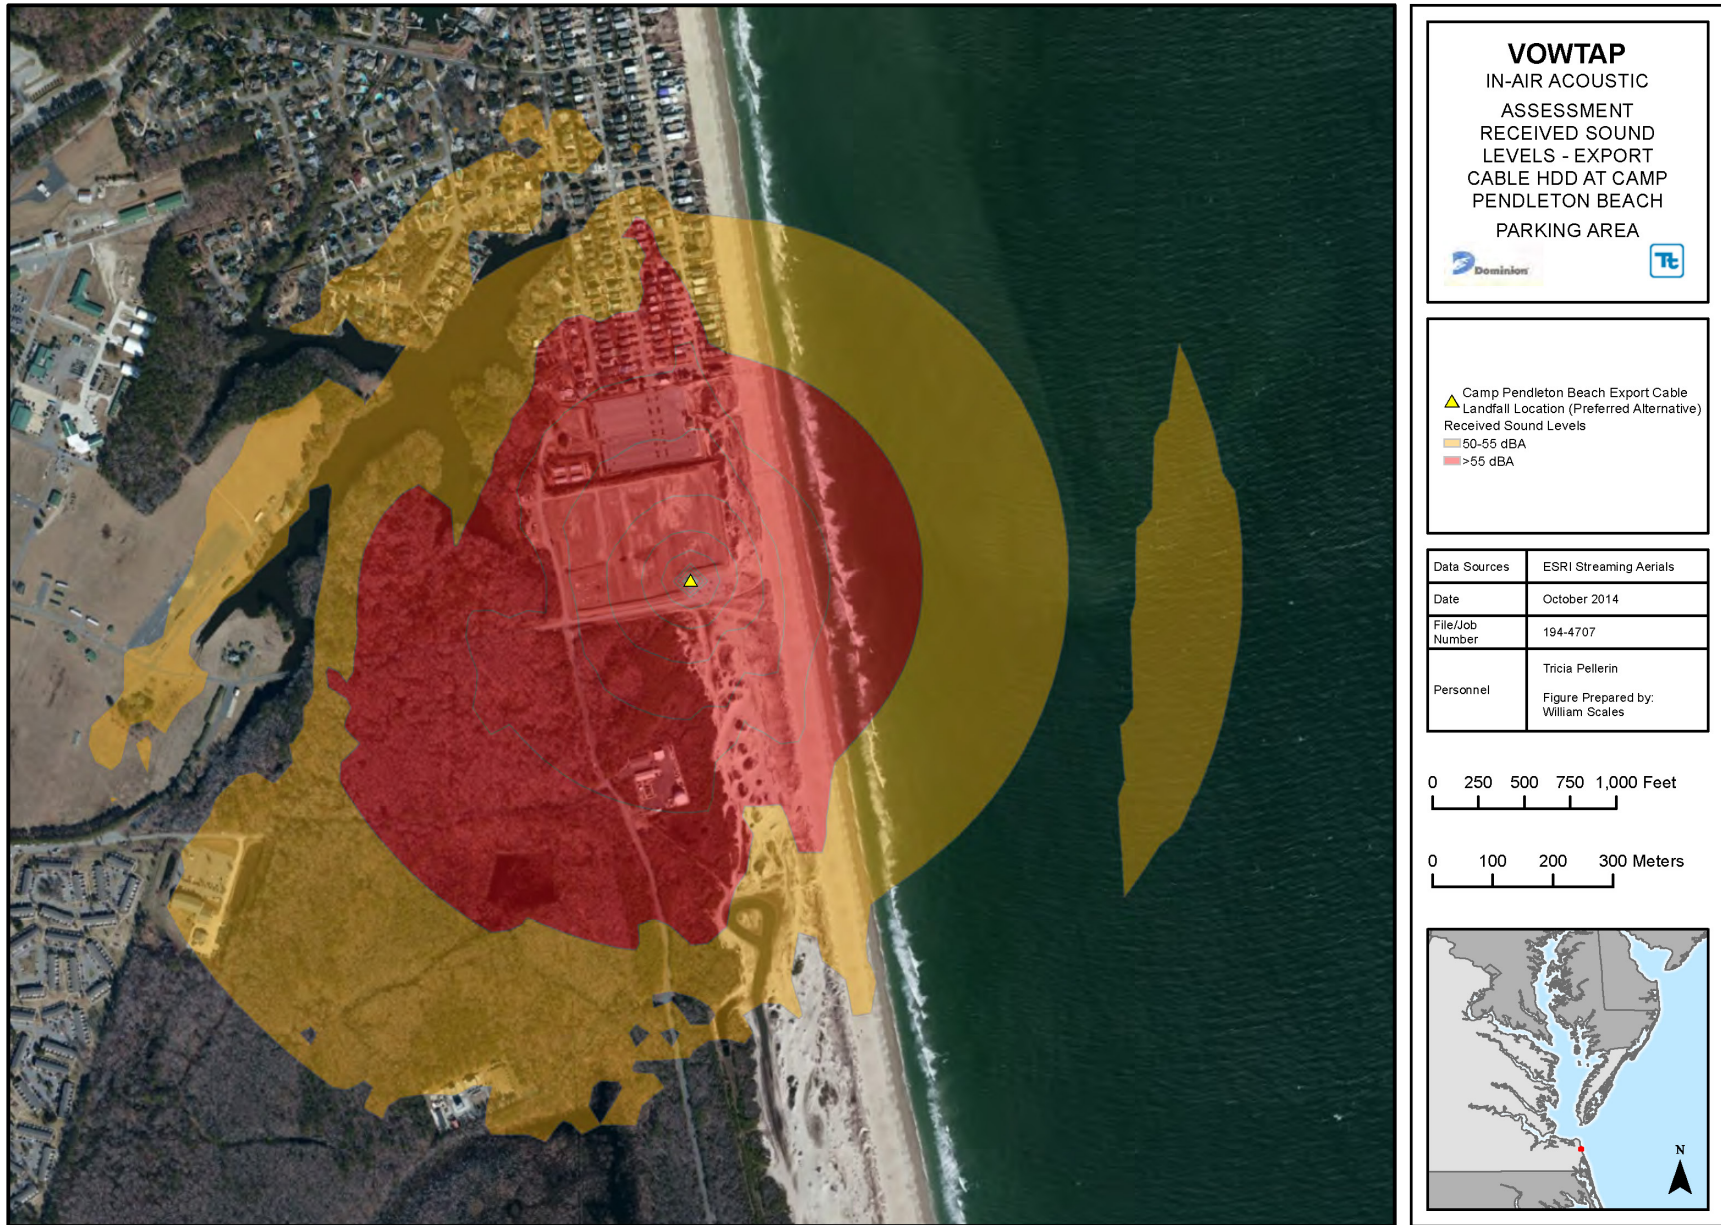 VOWTAP
IN-AIR ACOUSTIC
ASSESSMENT
RECEIVED SOUND
LEVELS - EXPORT
CABLE HDD AT CAMP
PENDLETON BEACH
PARKING AREA
Dominion
Tt
Camp Pendleton Beach Export Cable
Landfall Location (Preferred Alternative)
Received Sound Levels
50-55 dBA
>55 dBA
Data Sources ESRI Streaming Aerials
Date October 2014
File/Job
Number 194-4707
Personnel
Tricia Pellerin
Figure Prepared by:
William Scales
0 250 500 750 1,000 Feet
0 100 200 300 Meters
N